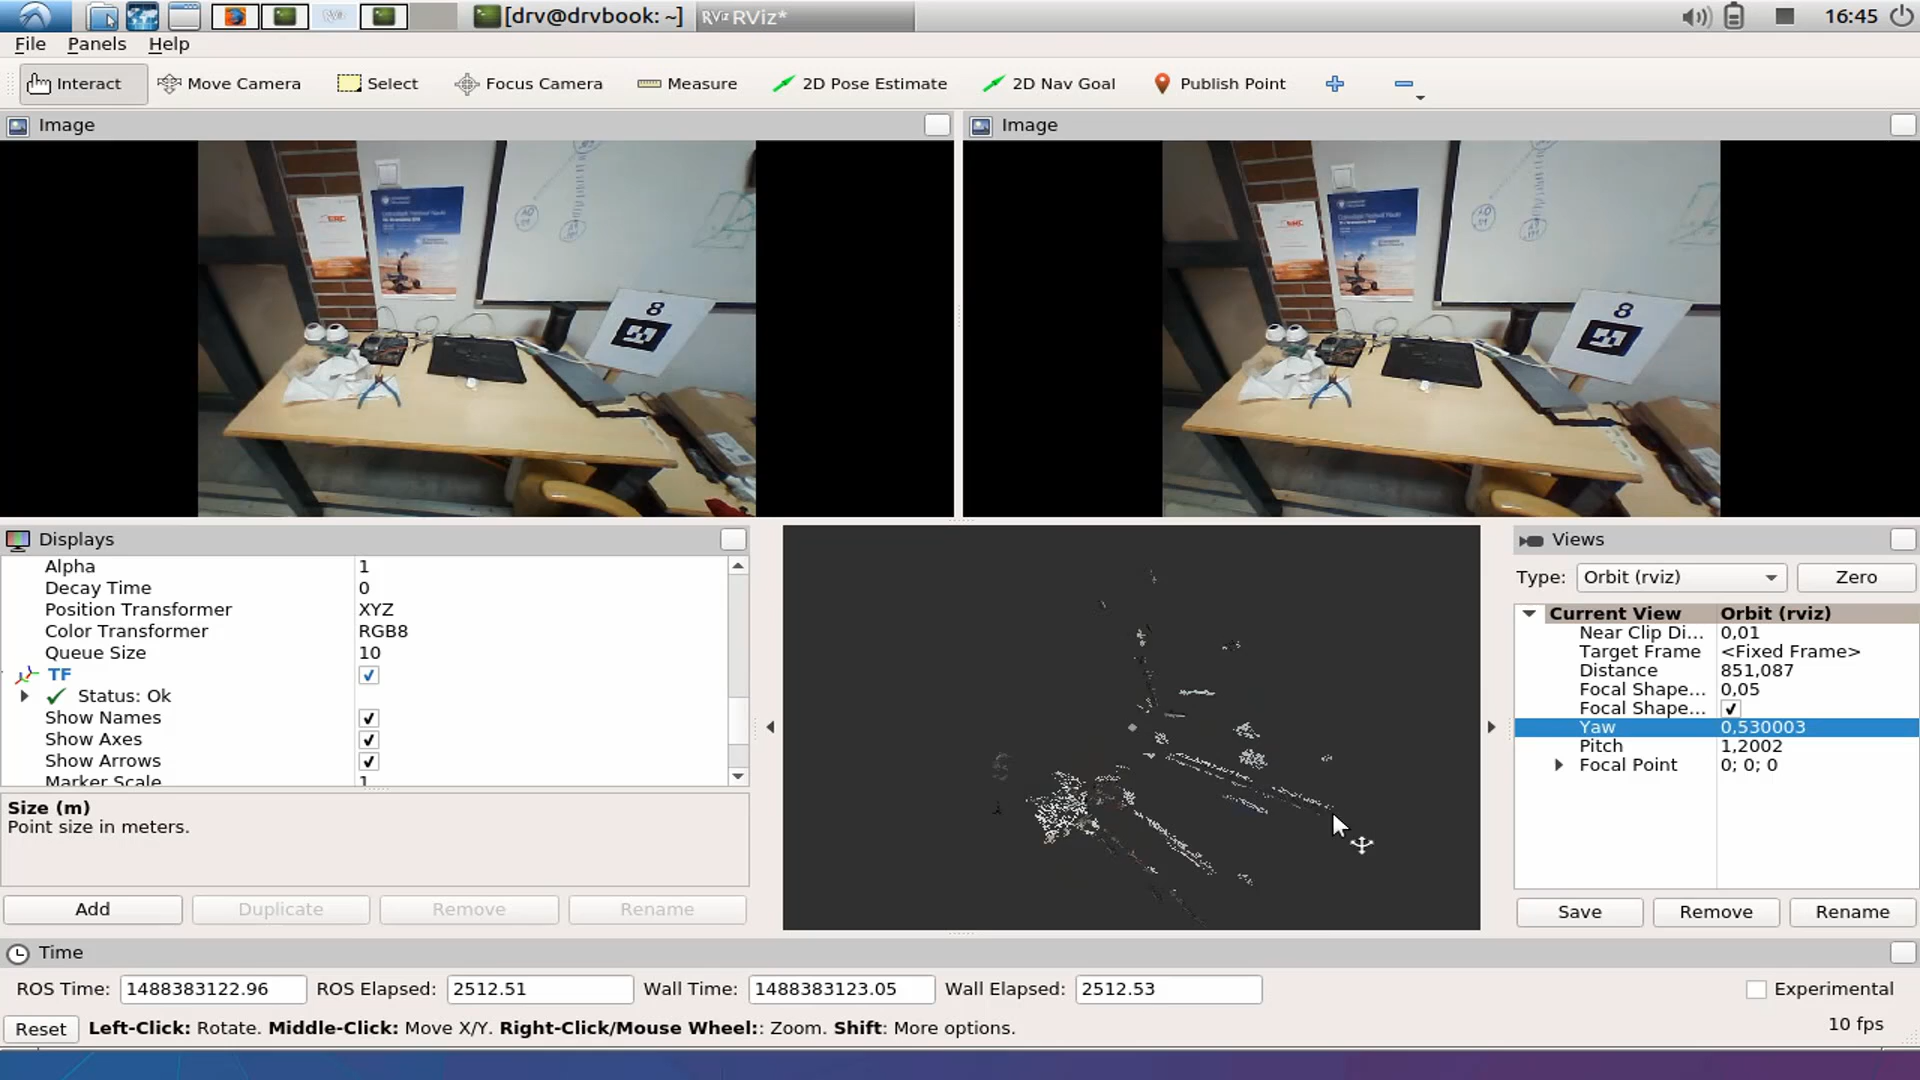 [drv@drvbook: ~]
RViz RViz*
16:45
File Panels Help
Interact Move Camera Select Focus Camera Measure 2D Pose Estimate 2D Nav Goal Publish Point
Image
Image
ERC
8
8
Displays
Alpha 1
Decay Time 0
Position Transformer XYZ
Color Transformer RGB8
Queue Size 10
TF
Status: Ok
Show Names
Show Axes
Show Arrows
Marker Scale 1
Size (m)
Point size in meters.
Add Duplicate Remove Rename
Views
Type: Orbit (rviz) Zero
Current View Orbit (rviz)
Near Clip Di... 0,01
Target Frame <Fixed Frame>
Distance 851,087
Focal Shape... 0,05
Focal Shape...
Yaw 0,530003
Pitch 1,2002
Focal Point 0; 0; 0
Save Remove Rename
Time
ROS Time: 1488383122.96 ROS Elapsed: 2512.51 Wall Time: 1488383123.05 Wall Elapsed: 2512.53 Experimental
Reset Left-Click: Rotate. Middle-Click: Move X/Y. Right-Click/Mouse Wheel:: Zoom. Shift: More options. 10 fps